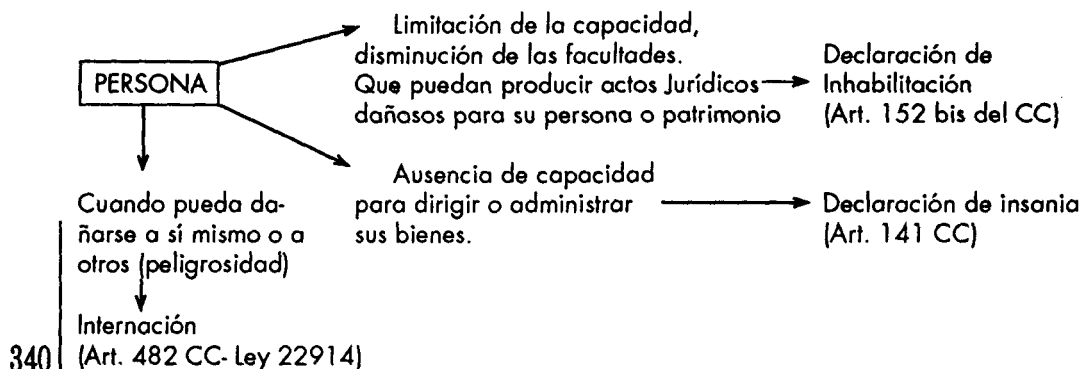 PERSONA
Limitación de la capacidad,
disminución de las facultades.
Que puedan producir actos Jurídicos
dañosos para su persona o patrimonio
Declaración de
Inhabilitación
(Art. 152 bis del CC)
Ausencia de capacidad
para dirigir o administrar
sus bienes.
Declaración de insania
(Art. 141 CC)
Cuando pueda da-
ñarse a sí mismo o a
otros (peligrosidad)
Internación
(Art. 482 CC- Ley 22914)
340